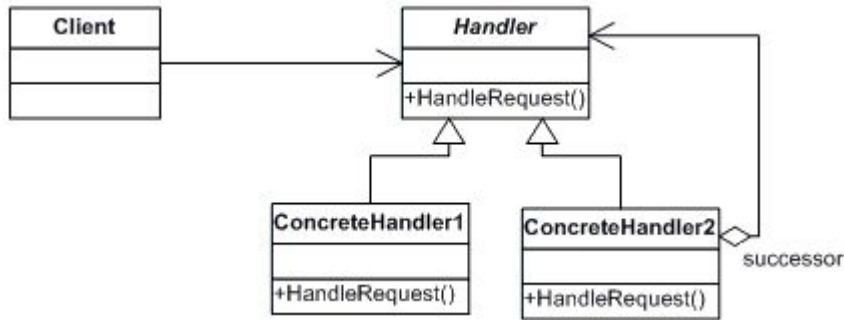 Client
Handler
+HandleRequest()
ConcreteHandler1
+HandleRequest()
ConcreteHandler2
+HandleRequest()
successor